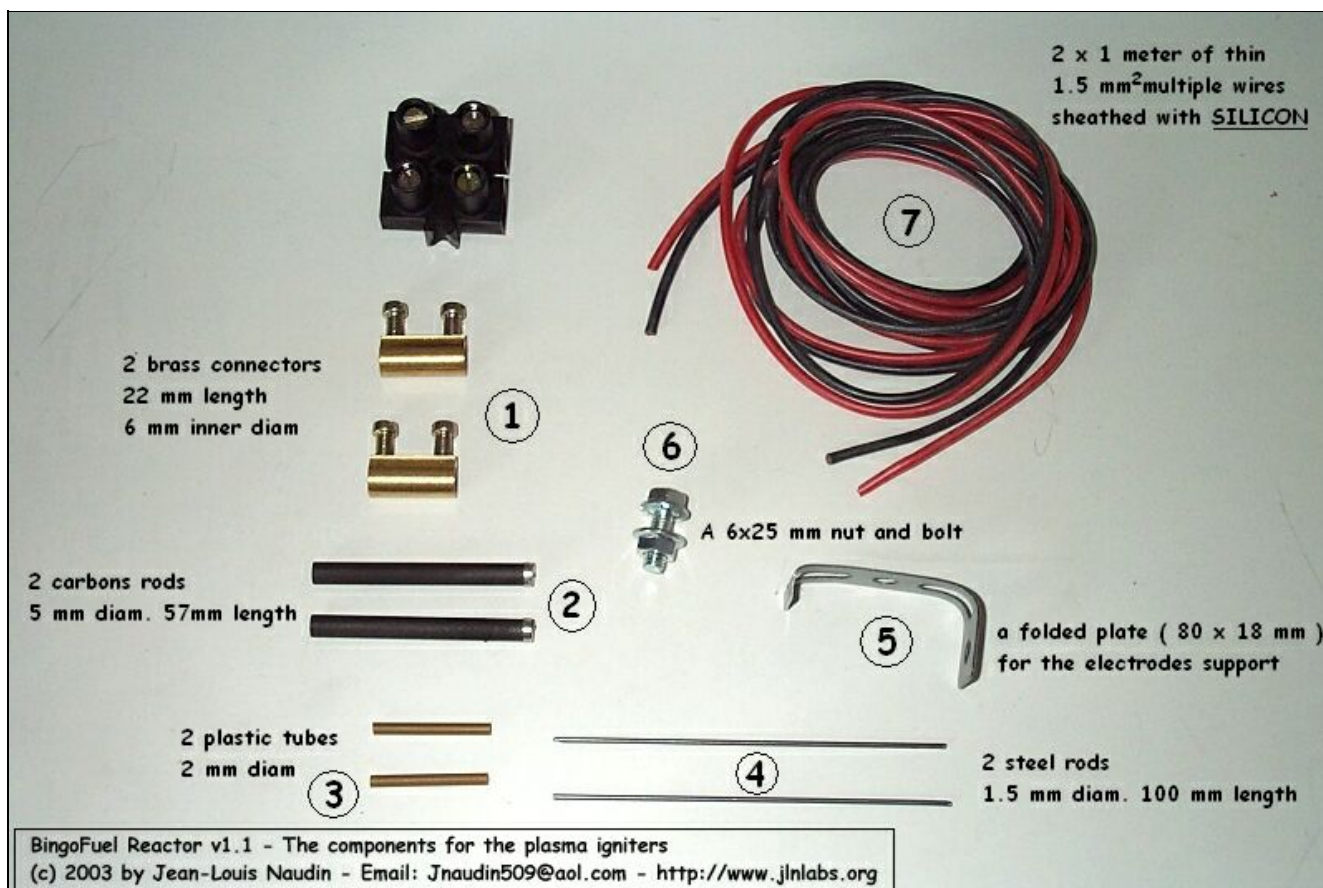 2 x 1 meter of thin
1.5 mm²multiple wires
sheathed with SILICON
7
2 brass connectors
22 mm length
6 mm inner diam
1
6
A 6x25 mm nut and bolt
2 carbons rods
5 mm diam. 57mm length
2
5
a folded plate ( 80 x 18 mm )
for the electrodes support
2 plastic tubes
2 mm diam
3
4
2 steel rods
1.5 mm diam. 100 mm length
BingoFuel Reactor v1.1 - The components for the plasma igniters
(c) 2003 by Jean-Louis Naudin - Email: Jnaudin509@aol.com - http://www.jlnlabs.org